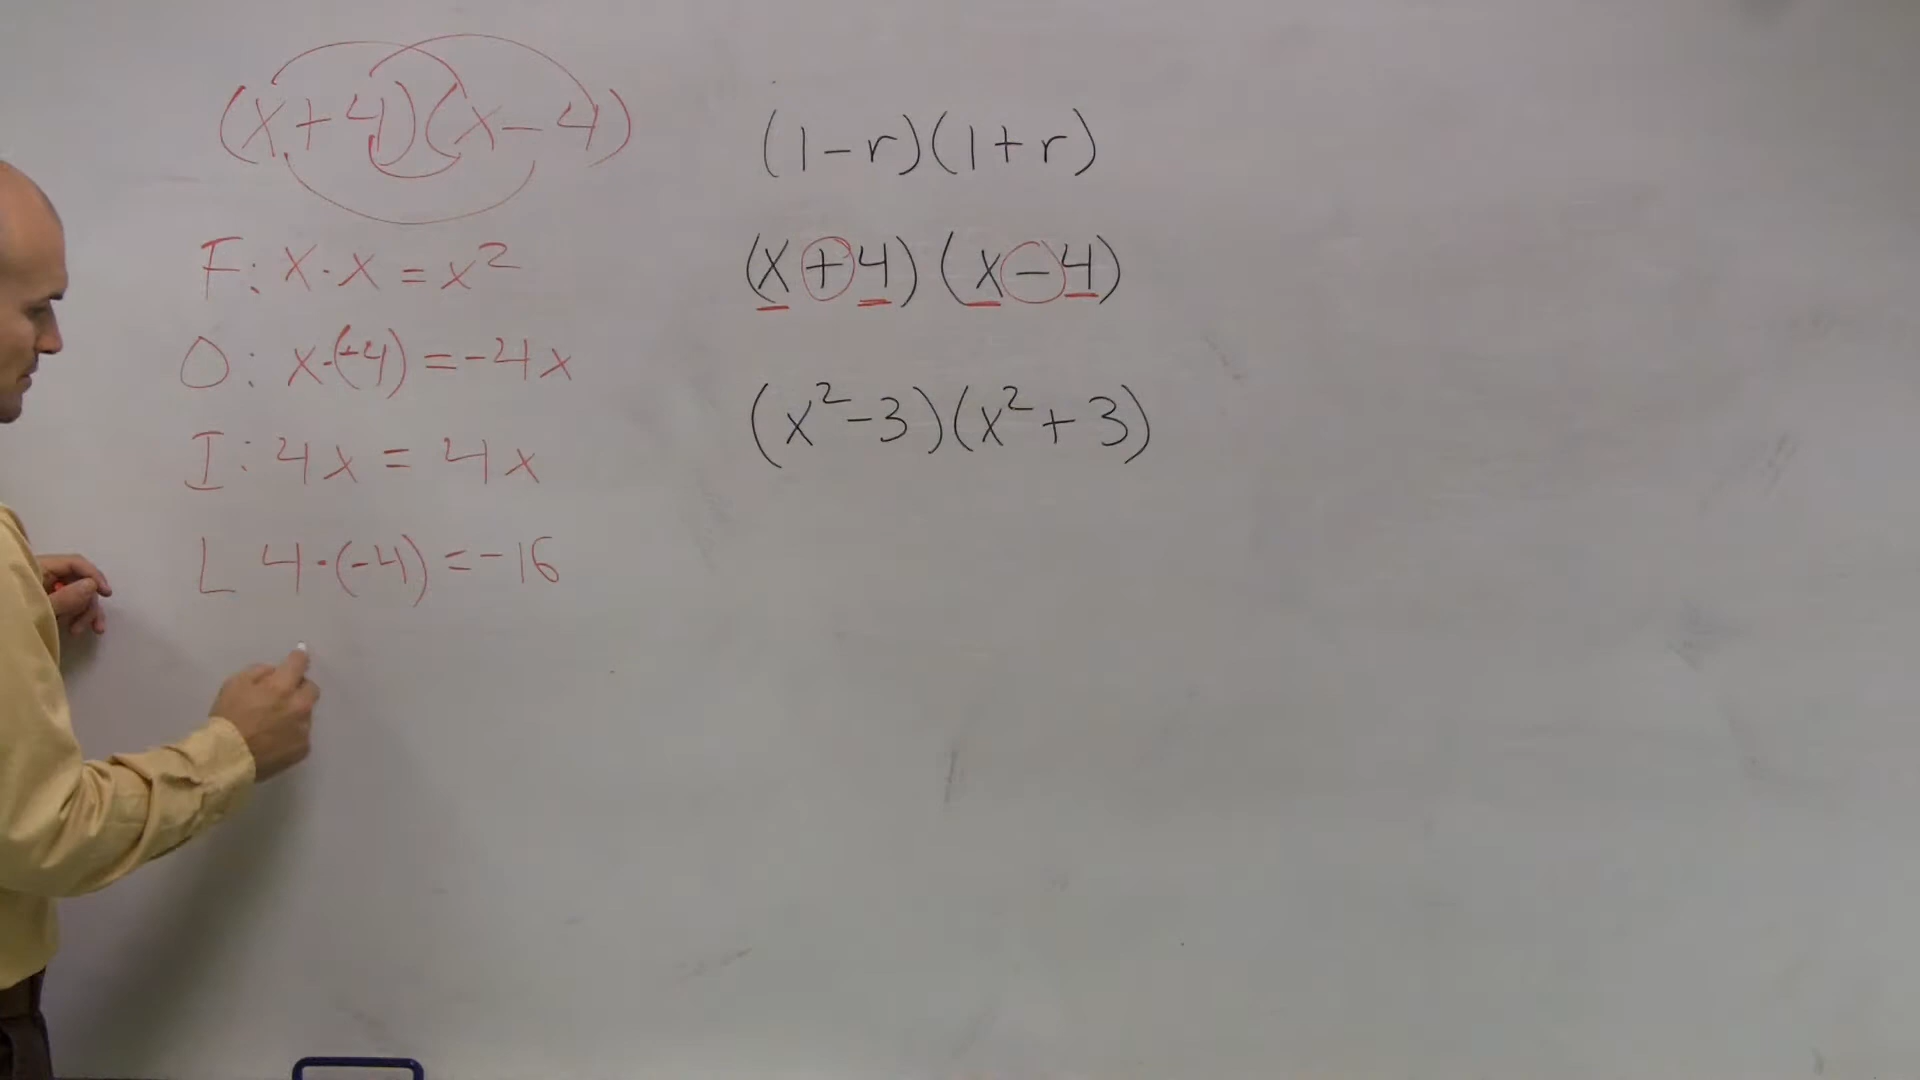 (x+4)(x-4)
F: x·x = x²
O: x·(-4) = -4x
I: 4x = 4x
L 4·(-4) = -16
(1-r)(1+r)
(x+4)(x-4)
(x²-3)(x²+3)